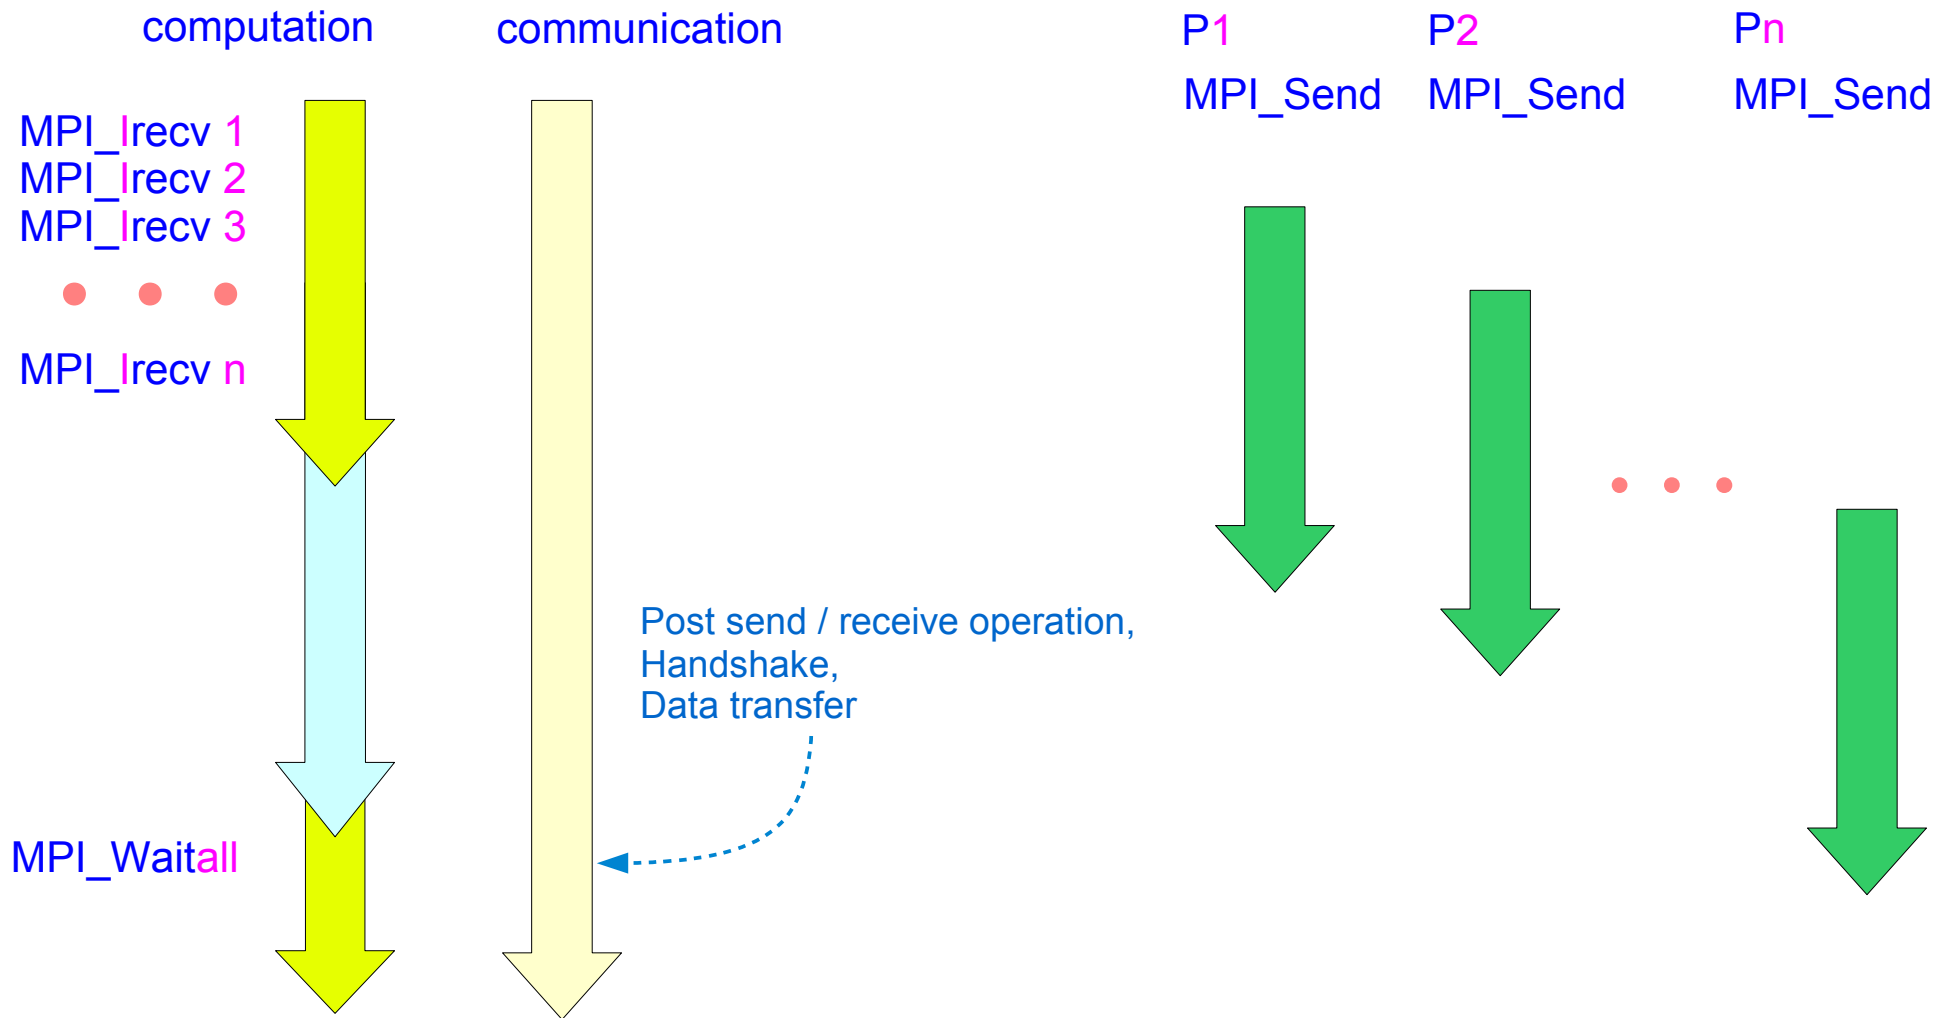 computation
communication
P1
P2
Pn
MPI_Send
MPI_Send
MPI_Send
MPI_Irecv 1
MPI_Irecv 2
MPI_Irecv 3
MPI_Irecv n
Post send / receive operation,
Handshake,
Data transfer
MPI_Waitall